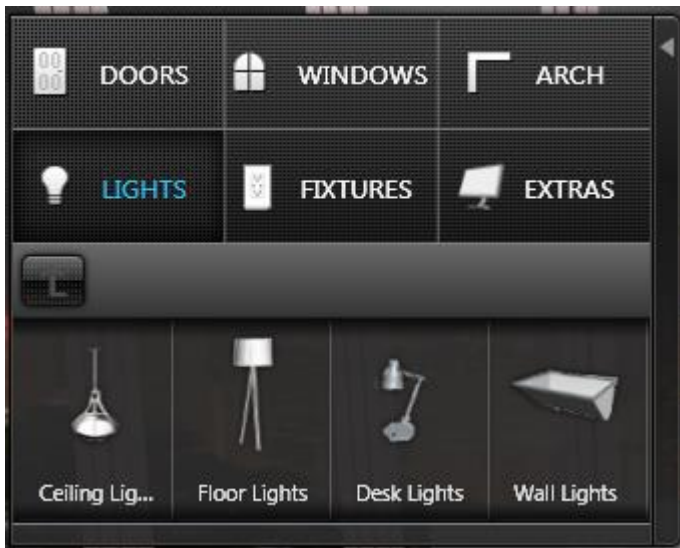 DOORS WINDOWS ARCH
LIGHTS FIXTURES EXTRAS
Ceiling Lig... Floor Lights Desk Lights Wall Lights